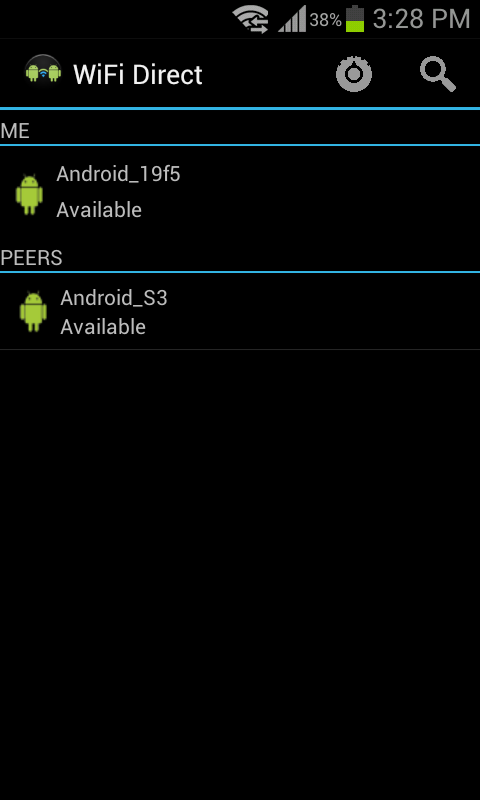 38% 3:28 PM
WiFi Direct
ME
Android_19f5
Available
PEERS
Android_S3
Available